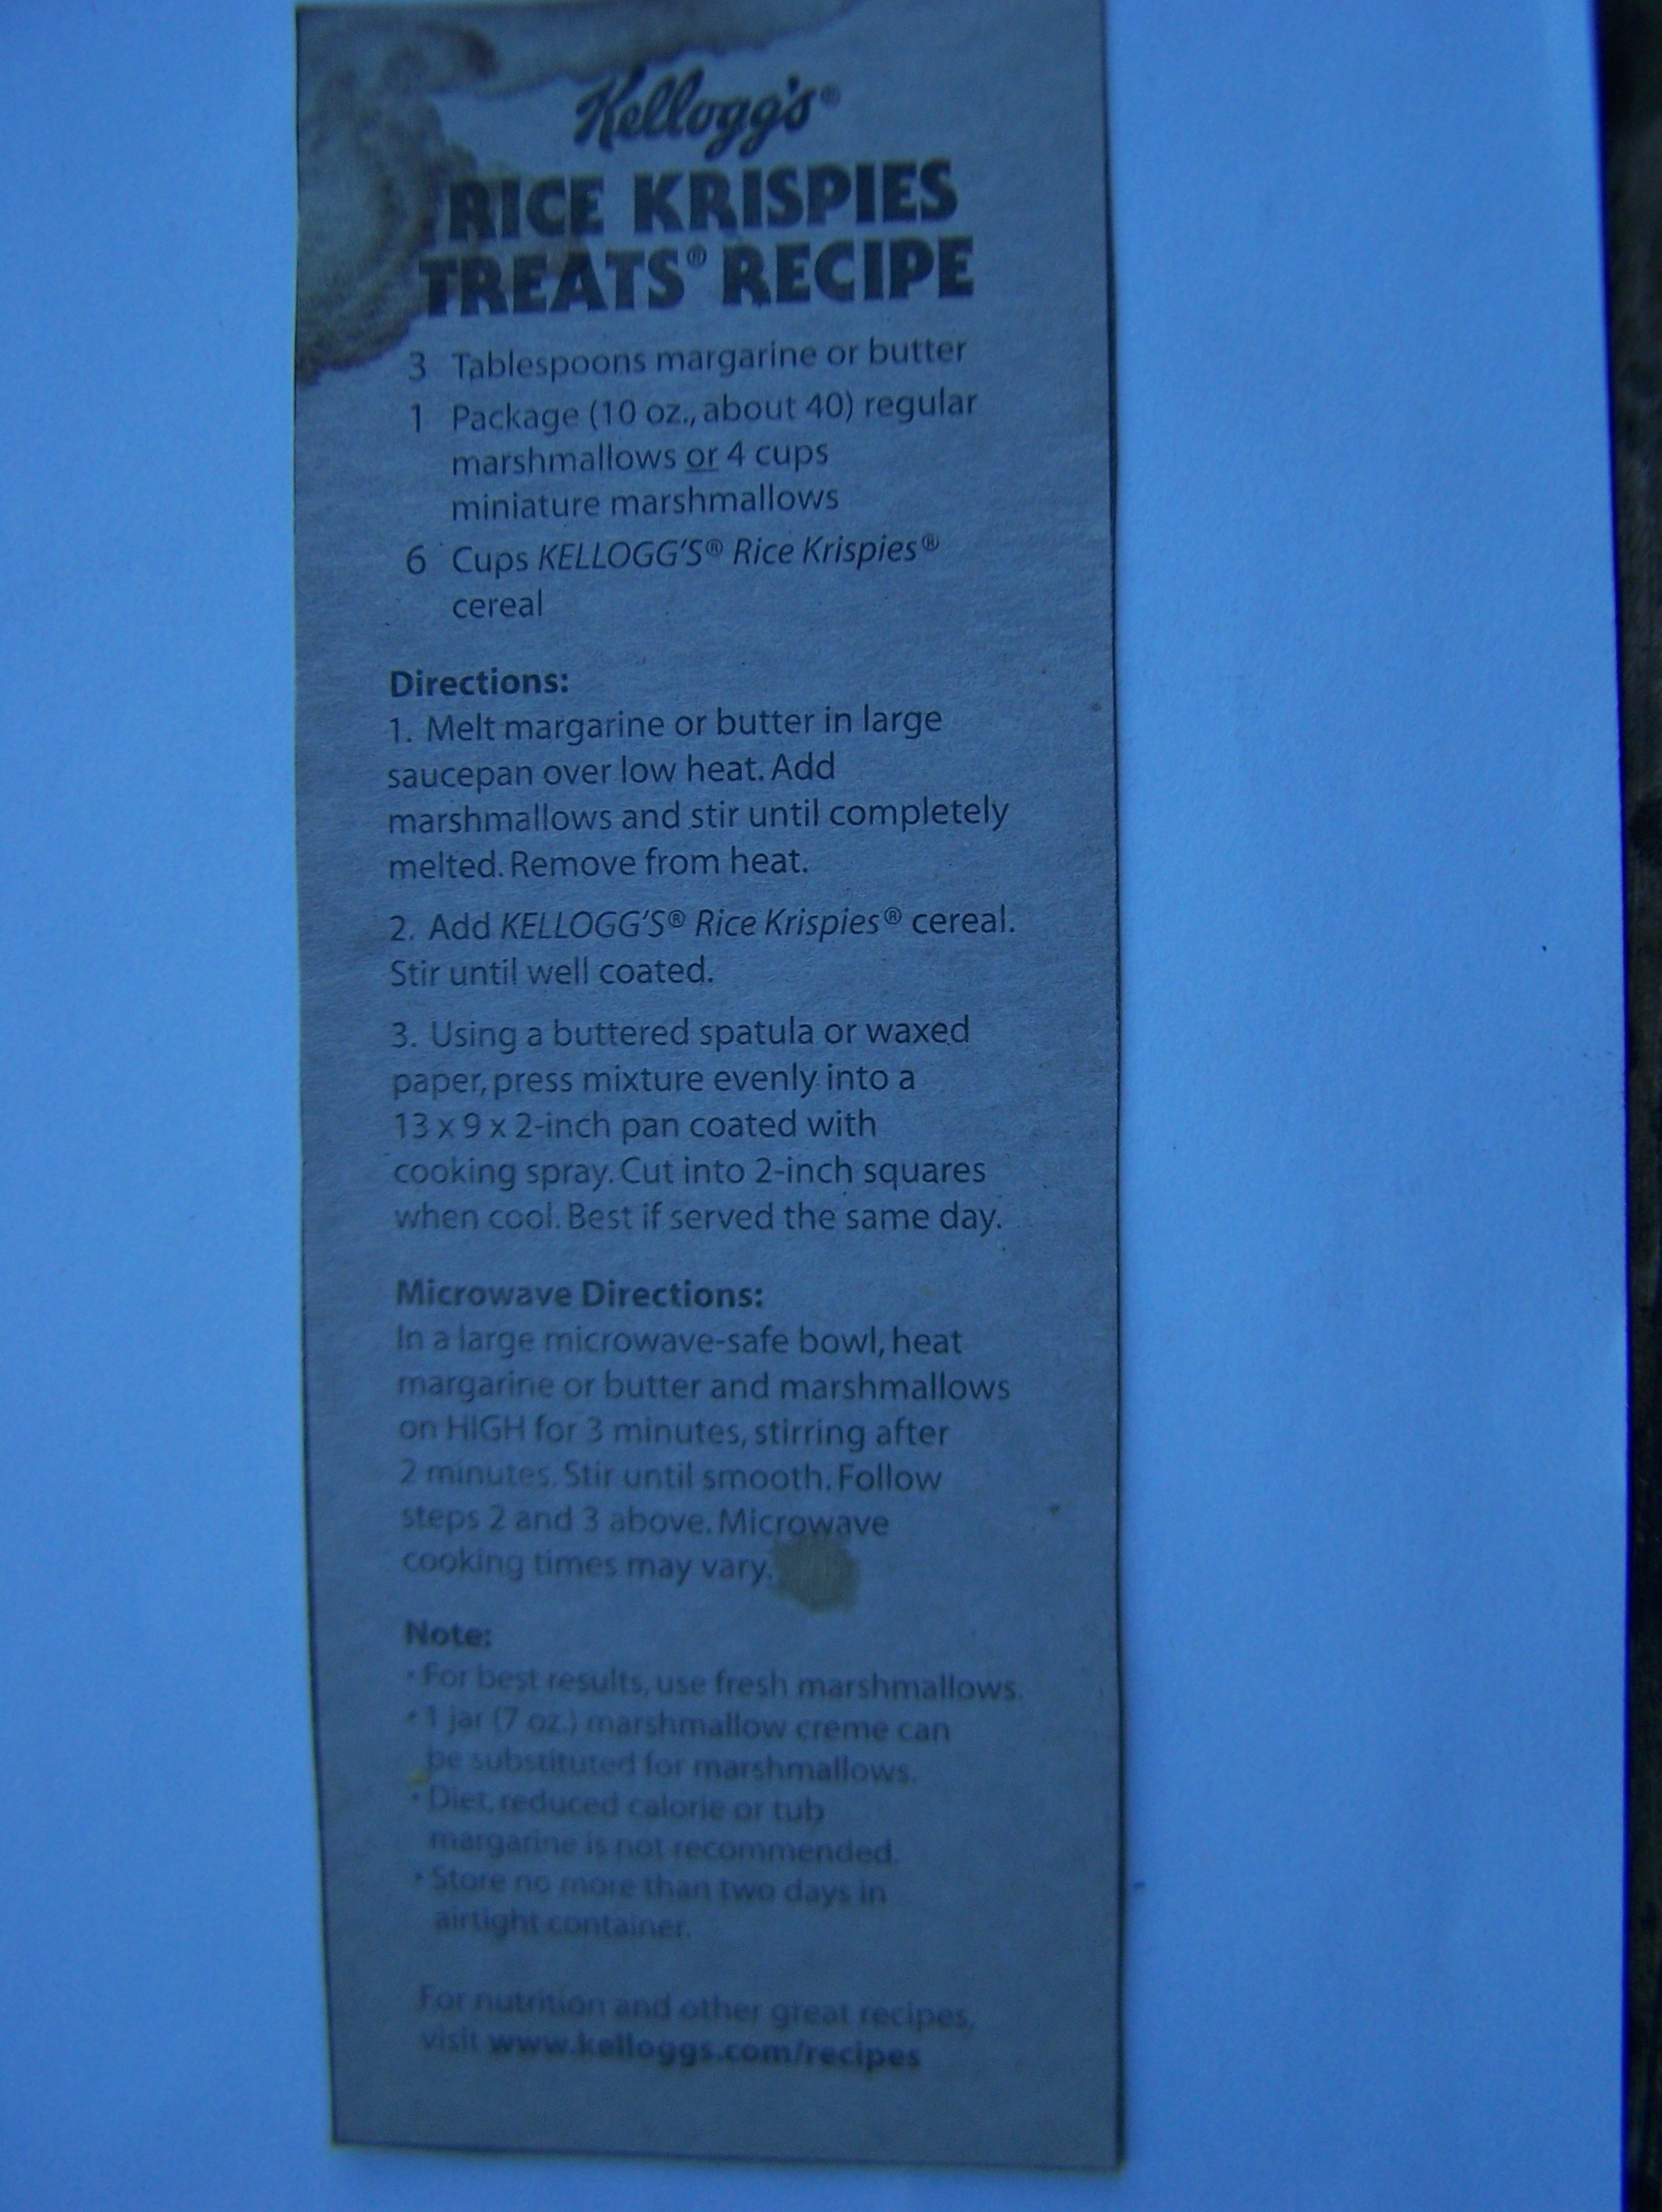 Kellogg's®
RICE KRISPIES
TREATS® RECIPE
3 Tablespoons margarine or butter
1 Package (10 oz., about 40) regular
marshmallows or 4 cups
miniature marshmallows
6 Cups KELLOGG'S® Rice Krispies®
cereal
Directions:
1. Melt margarine or butter in large
saucepan over low heat. Add
marshmallows and stir until completely
melted. Remove from heat.
2. Add KELLOGG'S® Rice Krispies® cereal.
Stir until well coated.
3. Using a buttered spatula or waxed
paper, press mixture evenly into a
13 x 9 x 2-inch pan coated with
cooking spray. Cut into 2-inch squares
when cool. Best if served the same day.
Microwave Directions:
In a large microwave-safe bowl, heat
margarine or butter and marshmallows
on HIGH for 3 minutes, stirring after
2 minutes. Stir until smooth. Follow
steps 2 and 3 above. Microwave
cooking times may vary.
Note:
• For best results, use fresh marshmallows.
• 1 jar (7 oz.) marshmallow creme can
be substituted for marshmallows.
• Diet, reduced calorie or tub
margarine is not recommended.
• Store no more than two days in
airtight container.
For nutrition and other great recipes,
visit www.kelloggs.com/recipes